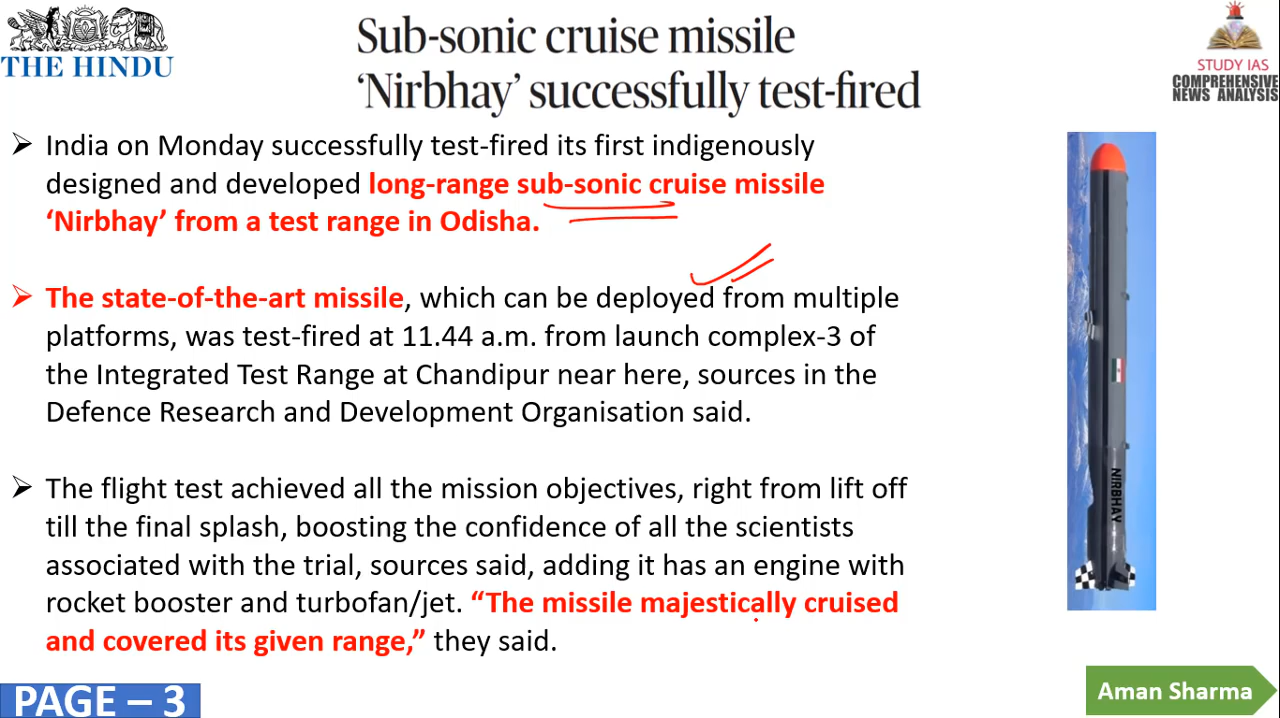 THE HINDU
Sub-sonic cruise missile
‘Nirbhay’ successfully test-fired
STUDY IAS
COMPREHENSIVE
NEWS ANALYSIS
➢ India on Monday successfully test-fired its first indigenously
designed and developed long-range sub-sonic cruise missile
‘Nirbhay’ from a test range in Odisha.
➢ The state-of-the-art missile, which can be deployed from multiple
platforms, was test-fired at 11.44 a.m. from launch complex-3 of
the Integrated Test Range at Chandipur near here, sources in the
Defence Research and Development Organisation said.
➢ The flight test achieved all the mission objectives, right from lift off
till the final splash, boosting the confidence of all the scientists
associated with the trial, sources said, adding it has an engine with
rocket booster and turbofan/jet. “The missile majestically cruised
and covered its given range,” they said.
NIRBHAY
PAGE – 3
Aman Sharma